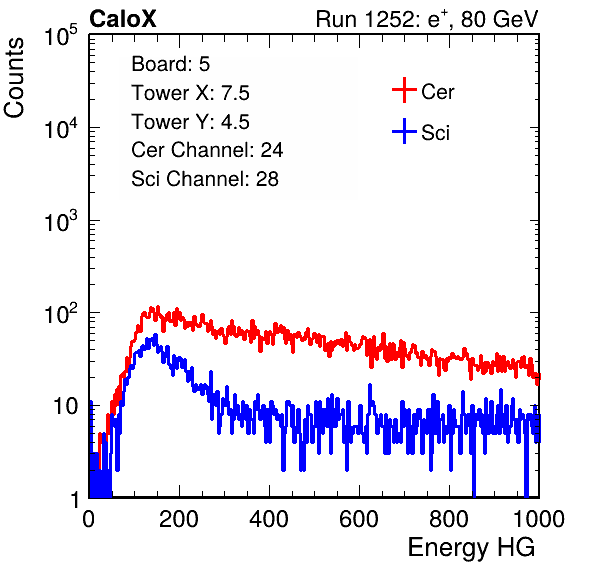 CaloX Run 1252: e⁺, 80 GeV
Counts
10⁵
10⁴
10³
10²
10
1
Board: 5
Tower X: 7.5
Tower Y: 4.5
Cer Channel: 24
Sci Channel: 28
Cer
Sci
0 200 400 600 800 1000
Energy HG